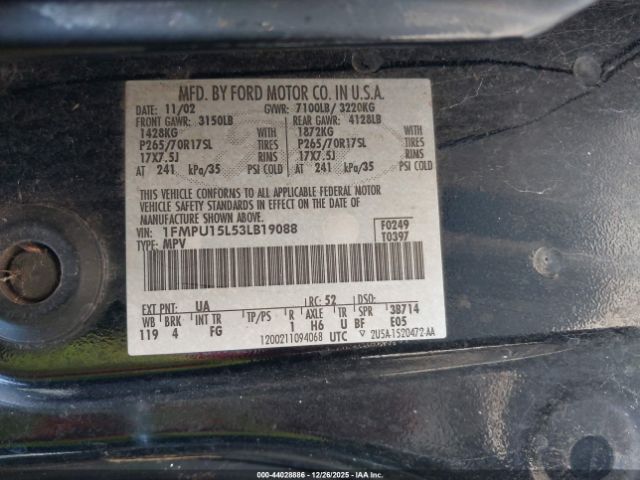 MFD. BY FORD MOTOR CO. IN U.S.A.
DATE: 11/02 GVWR: 7100LB/ 3220KG
FRONT GAWR: 3150LB REAR GAWR: 4128LB
1428KG WITH 1872KG WITH
P265/70R17SL TIRES P265/70R17SL TIRES
17X7.5J RIMS 17X7.5J RIMS
AT 241 kPa/35 PSI COLD AT 241 kPa/35 PSI COLD
THIS VEHICLE CONFORMS TO ALL APPLICABLE FEDERAL MOTOR
VEHICLE SAFETY STANDARDS IN EFFECT ON THE DATE OF
MANUFACTURE SHOWN ABOVE.
VIN: 1FMPU15L53LB19088 F0249
TYPE: MPV T0397
EXT PNT: UA RC: 52 DSO:
WB BRK INT TR TP/PS R AXLE TR SPR 38714
119 4 FG 1 H6 U BF E05
1200211094068 UTC ▽ 2U5A-1520472-AA
000-44028886 - 12/26/2025 - IAA Inc.